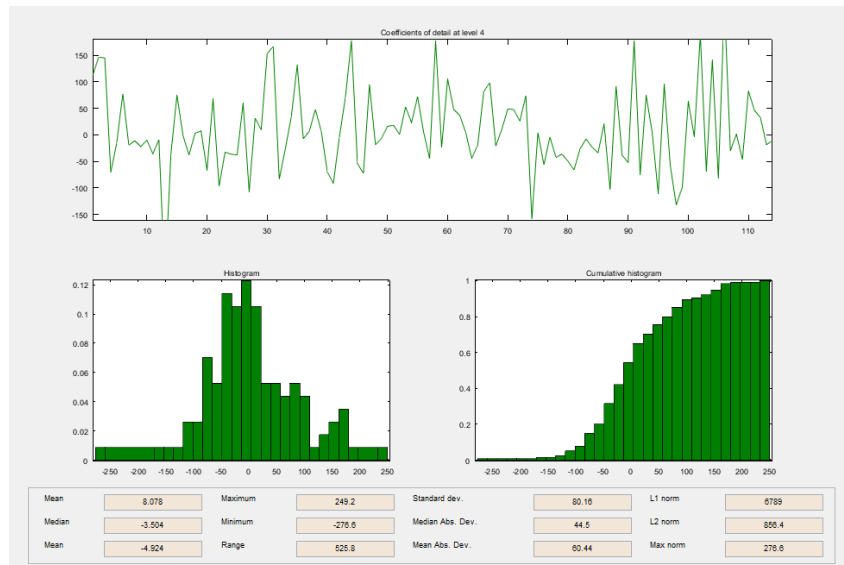 Coefficients of detail at level 4
150
100
50
0
-50
-100
-150
10 20 30 40 50 60 70 80 90 100 110
Histogram
0.12
0.1
0.08
0.06
0.04
0.02
0
-250 -200 -150 -100 -50 0 50 100 150 200 250
Cumulative histogram
1
0.8
0.6
0.4
0.2
0
-250 -200 -150 -100 -50 0 50 100 150 200 250
Mean 8.078 Maximum 249.2 Standard dev. 80.16 L1 norm 6789
Median -3.504 Minimum -276.6 Median Abs. Dev. 44.5 L2 norm 856.4
Mean -4.924 Range 525.8 Mean Abs. Dev. 60.44 Max norm 276.6